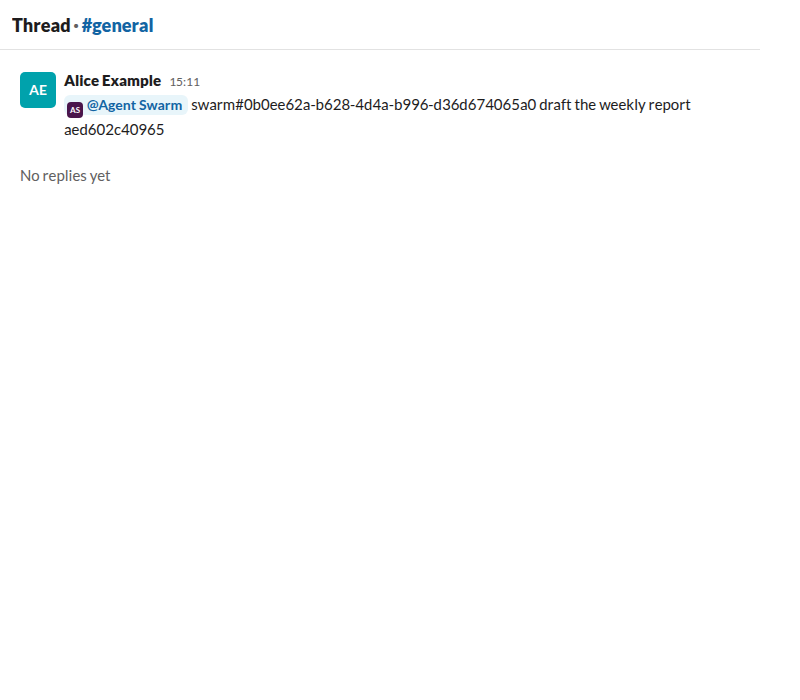 Thread • #general
AE
Alice Example 15:11
AS @Agent Swarm swarm#0b0ee62a-b628-4d4a-b996-d36d674065a0 draft the weekly report
aed602c40965
No replies yet